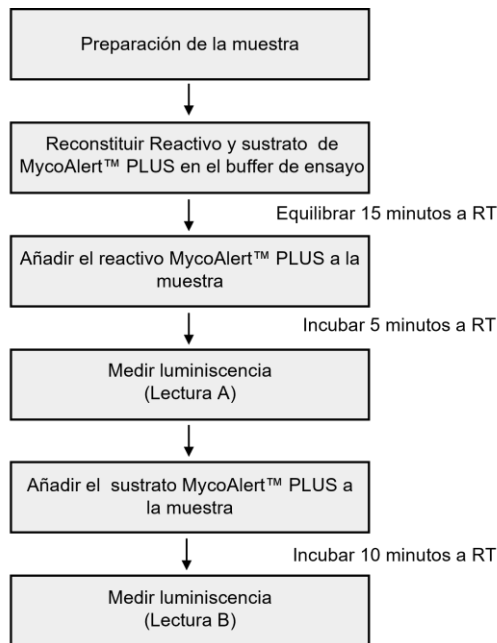 Preparación de la muestra
Reconstituir Reactivo y sustrato de
MycoAlert™ PLUS en el buffer de ensayo
Equilibrar 15 minutos a RT
Añadir el reactivo MycoAlert™ PLUS a la
muestra
Incubar 5 minutos a RT
Medir luminiscencia
(Lectura A)
Añadir el sustrato MycoAlert™ PLUS a
la muestra
Incubar 10 minutos a RT
Medir luminiscencia
(Lectura B)